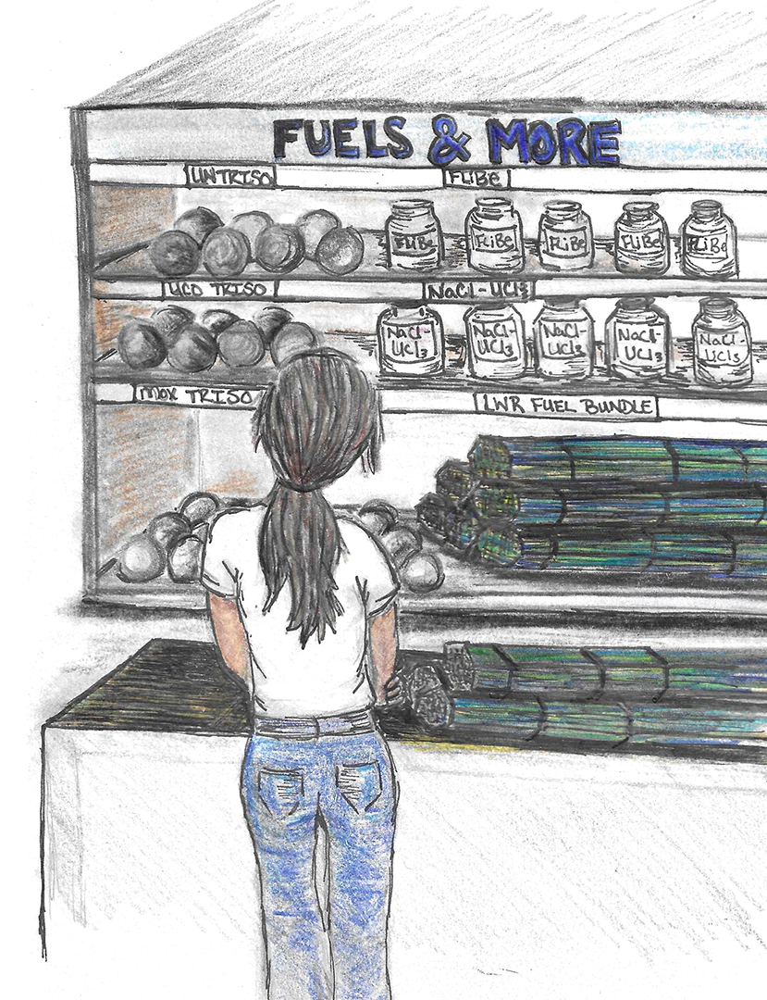 FUELS & MORE
UN TRISO
FLiBe
FLiBe
FLiBe
FLiBe
FLiBe
FLiBe
UCO TRISO
NaCl-UCl3
NaCl-
UCl3
NaCl-
UCl3
NaCl-
UCl3
NaCl-
UCl3
NaCl-
UCl3
MOX TRISO
LWR FUEL BUNDLE